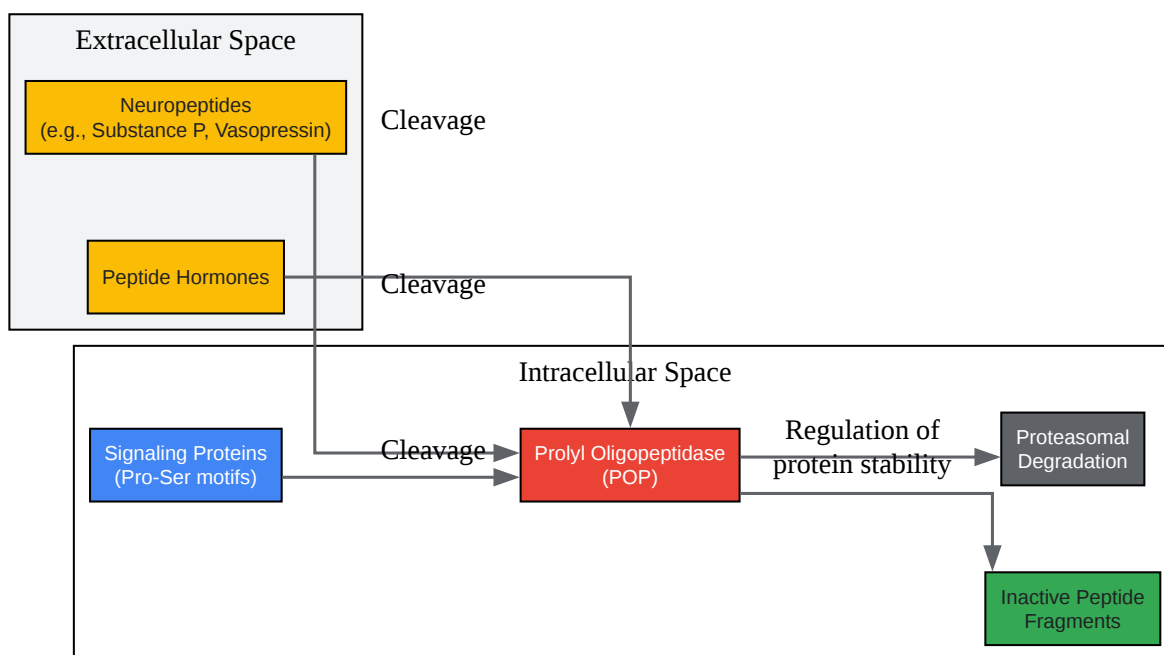 Extracellular Space
Neuropeptides
(e.g., Substance P, Vasopressin)
Cleavage
Peptide Hormones
Cleavage
Intracellular Space
Signaling Proteins
(Pro-Ser motifs)
Cleavage
Prolyl Oligopeptidase
(POP)
Regulation of
protein stability
Proteasomal
Degradation
Inactive Peptide
Fragments